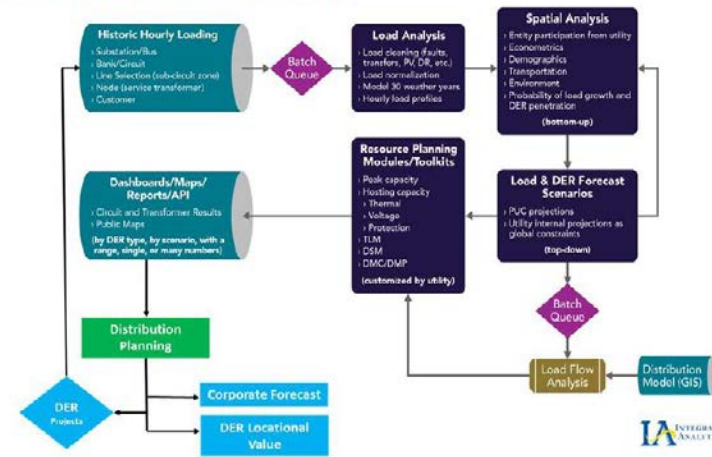 Historic Hourly Loading
› Substation/Bus
› Bank/Circuit
› Line Selection (sub-circuit zone)
› Node (service transformer)
› Customer
Batch
Queue
Load Analysis
› Load cleaning (faults,
transfers, PV, DR, etc.)
› Load normalization
› Model 30 weather years
› Hourly load profiles
Spatial Analysis
› Entity participation from utility
› Econometrics
› Demographics
› Transportation
› Environment
› Probability of load growth and
DER penetration
(bottom-up)
Dashboards/Maps/
Reports/API
› Circuit and Transformer Results
› Public Maps
(by DER type, by scenario, with a
range, single, or many numbers)
Resource Planning
Modules/Toolkits
› Peak capacity
› Hosting capacity
› Thermal
› Voltage
› Protection
› TLM
› DSM
› DMC/DMP
(customized by utility)
Load & DER Forecast
Scenarios
› PUC projections
› Utility internal projections as
global constraints
(top-down)
Batch
Queue
Distribution
Planning
Load Flow
Analysis
Distribution
Model (GIS)
DER
Projects
Corporate Forecast
DER Locational
Value
IA INTEGRA
ANALYT